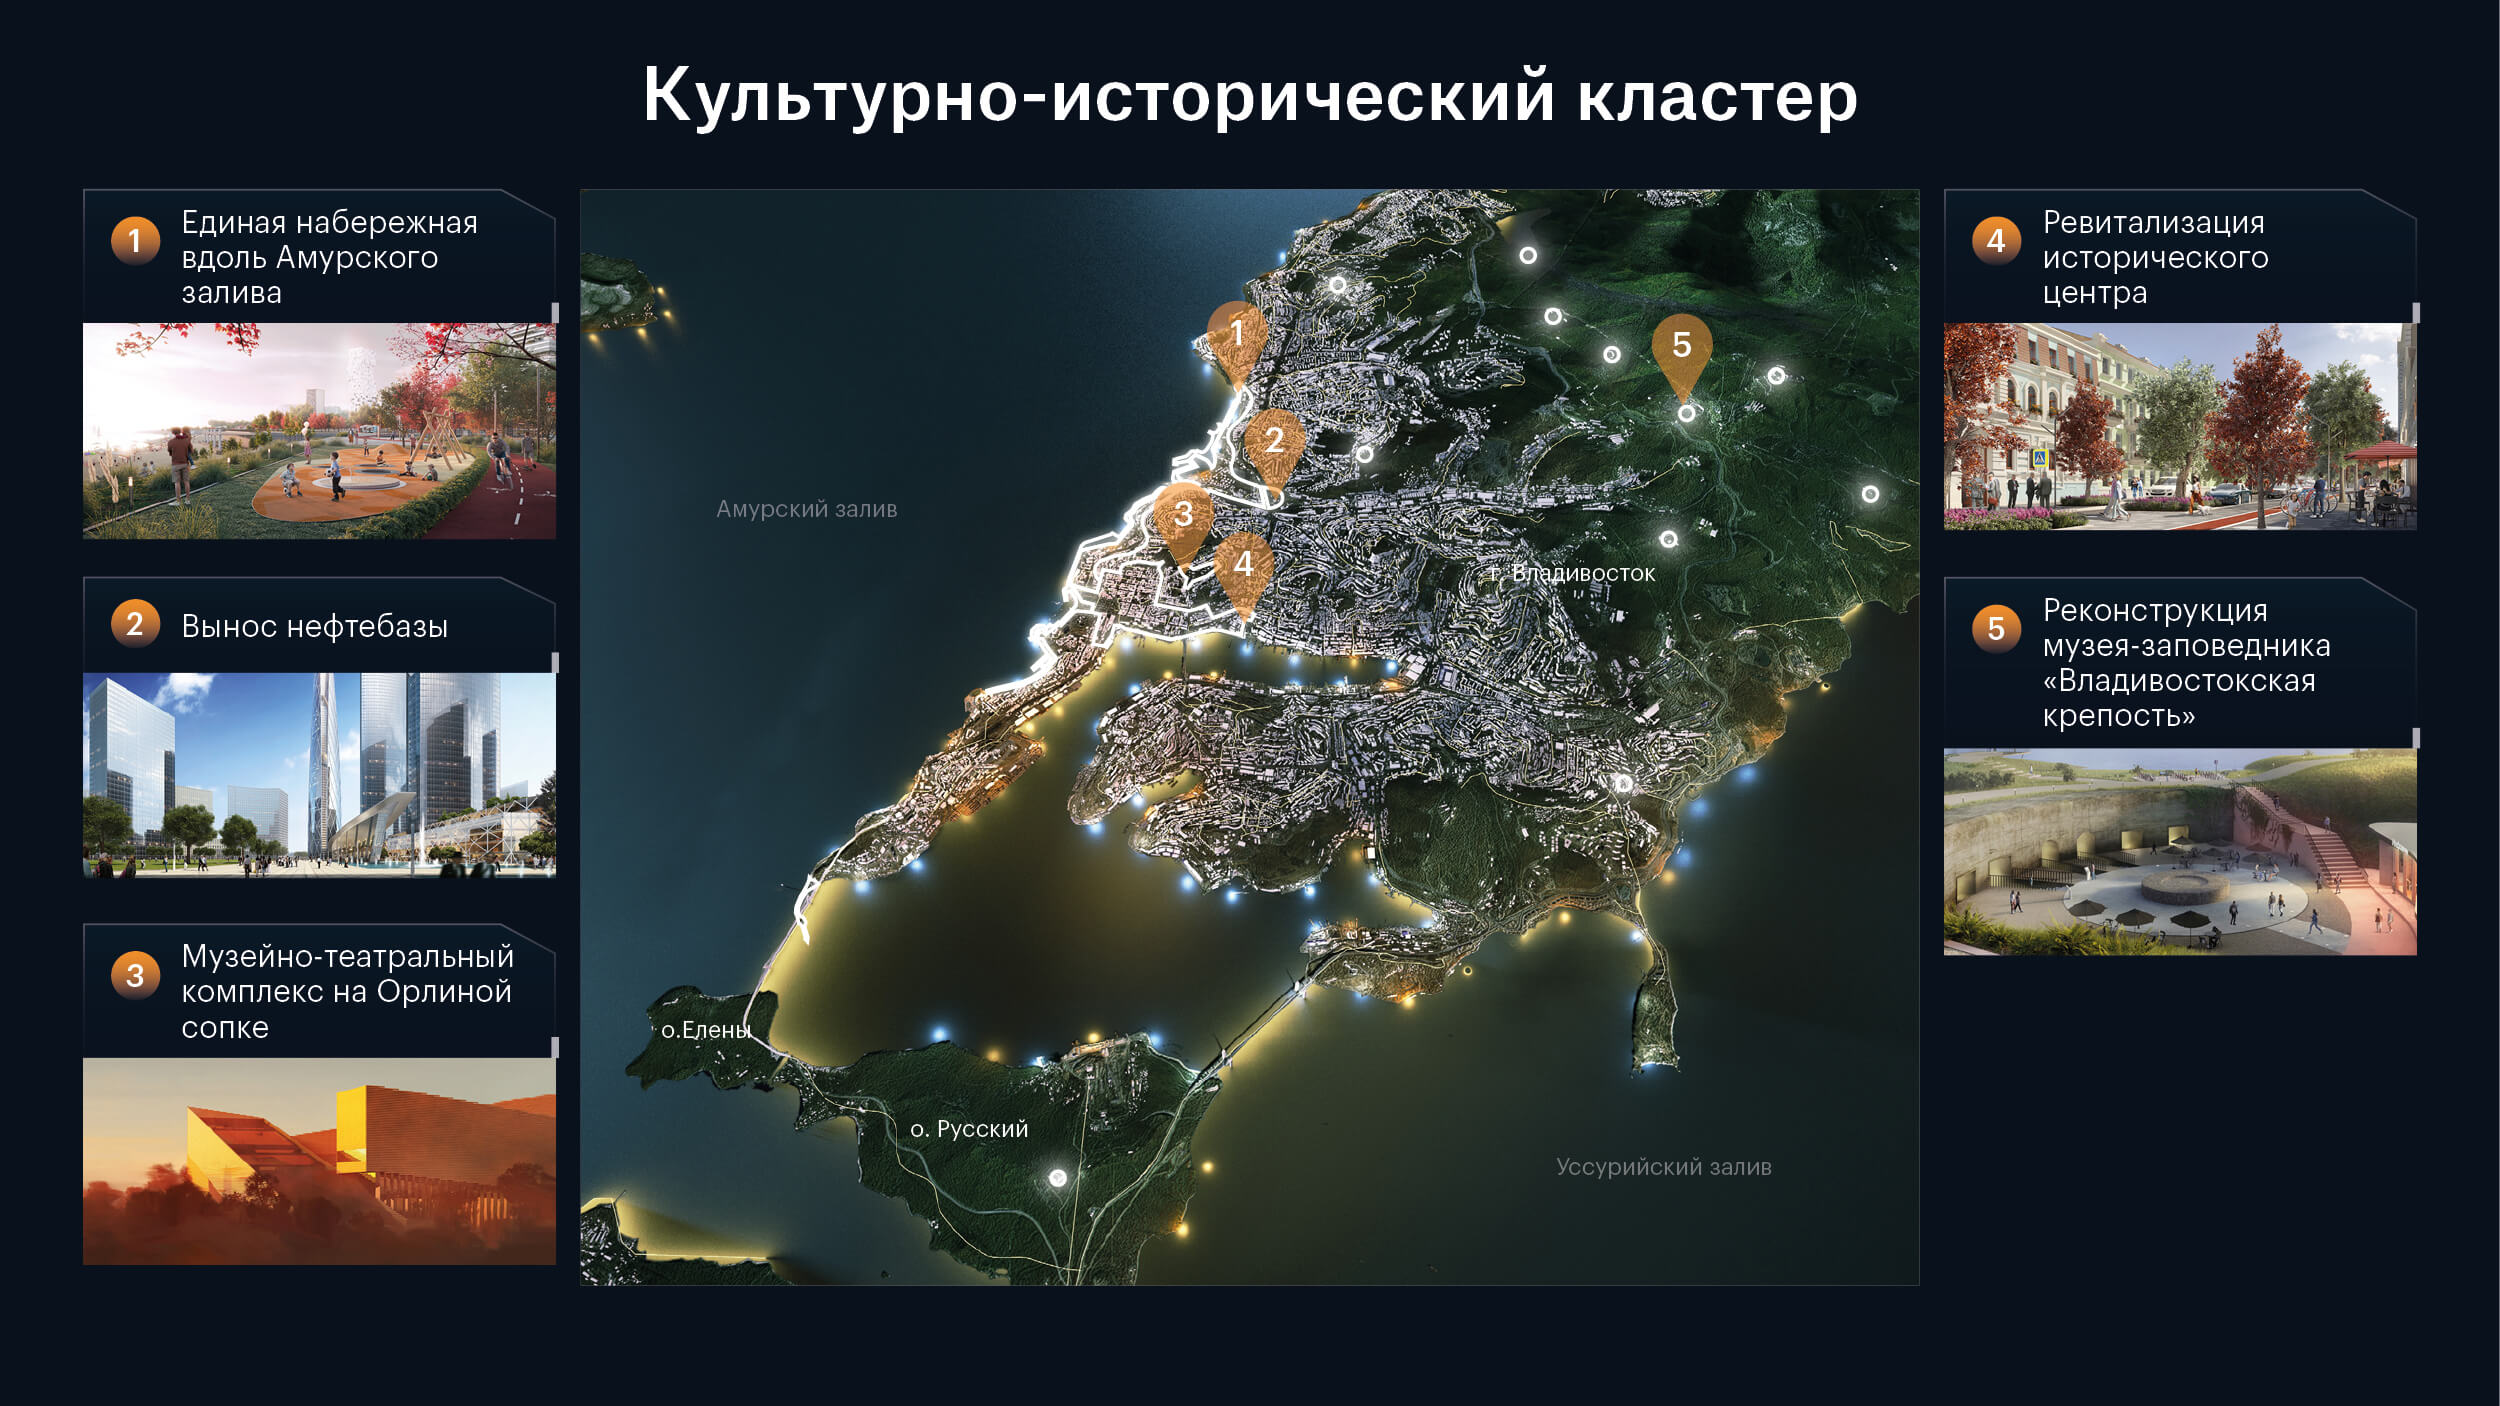 Культурно-исторический кластер
1
Единая набережная
вдоль Амурского
залива
2
Вынос нефтебазы
3
Музейно-театральный
комплекс на Орлиной
сопке
1
2
3
4
5
Амурский залив
г. Владивосток
о.Елены
о. Русский
Уссурийский залив
4
Ревитализация
исторического
центра
5
Реконструкция
музея-заповедника
«Владивостокская
крепость»